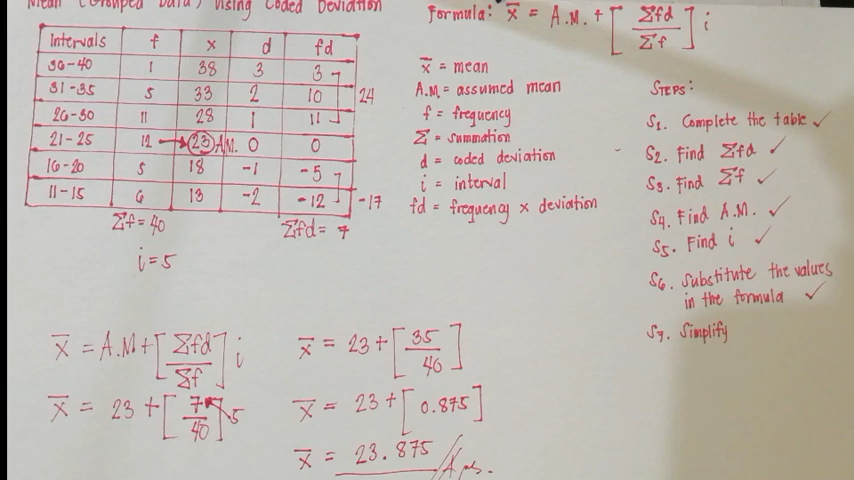 Mean (Grouped Data) Using Coded Deviation
Formula: x̄ = A.M. + [Σfd/Σf] i
Intervals f x d fd
36-40 1 38 3 3
31-35 5 33 2 10 24
26-30 11 28 1 11
21-25 12 → 23 A.M. 0 0
16-20 5 18 -1 -5
11-15 6 13 -2 -12 -17
Σf = 40 Σfd = 7
i = 5
x̄ = mean
A.M. = assumed mean
f = frequency
Σ = summation
d = coded deviation
i = interval
fd = frequency x deviation
STEPS:
S1. Complete the table ✓
S2. Find Σfd ✓
S3. Find Σf ✓
S4. Find A.M. ✓
S5. Find i ✓
S6. Substitute the values
in the formula ✓
S7. Simplify
x̄ = A.M + [Σfd/Σf] i
x̄ = 23 + [7/40] 5
x̄ = 23 + [35/40]
x̄ = 23 + [0.875]
x̄ = 23.875 // Ans.